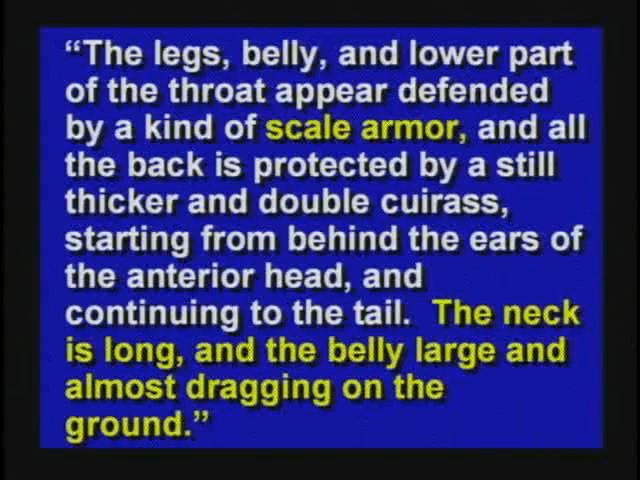 “The legs, belly, and lower part
of the throat appear defended
by a kind of scale armor, and all
the back is protected by a still
thicker and double cuirass,
starting from behind the ears of
the anterior head, and
continuing to the tail. The neck
is long, and the belly large and
almost dragging on the
ground.”